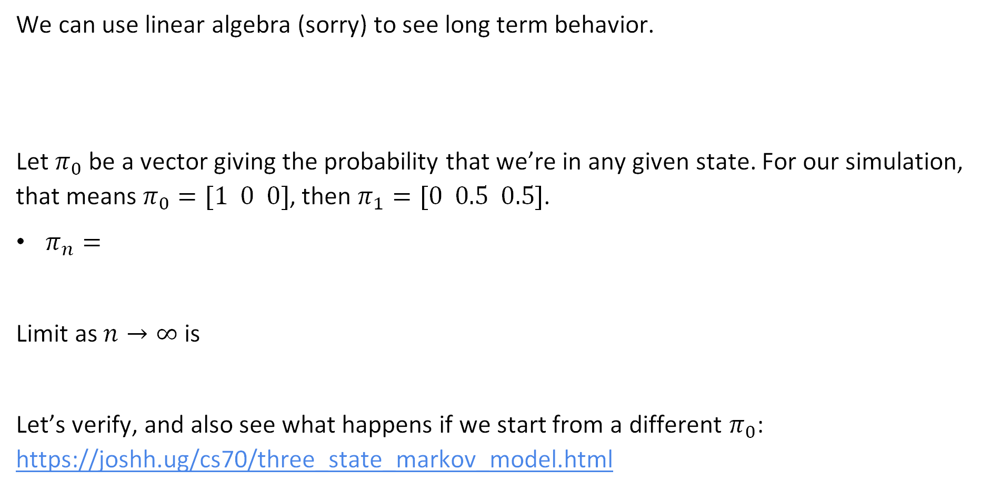 We can use linear algebra (sorry) to see long term behavior.
Let π₀ be a vector giving the probability that we’re in any given state. For our simulation,
that means π₀ = [1 0 0], then π₁ = [0 0.5 0.5].
• πₙ =
Limit as n → ∞ is
Let’s verify, and also see what happens if we start from a different π₀:
https://joshh.ug/cs70/three_state_markov_model.html